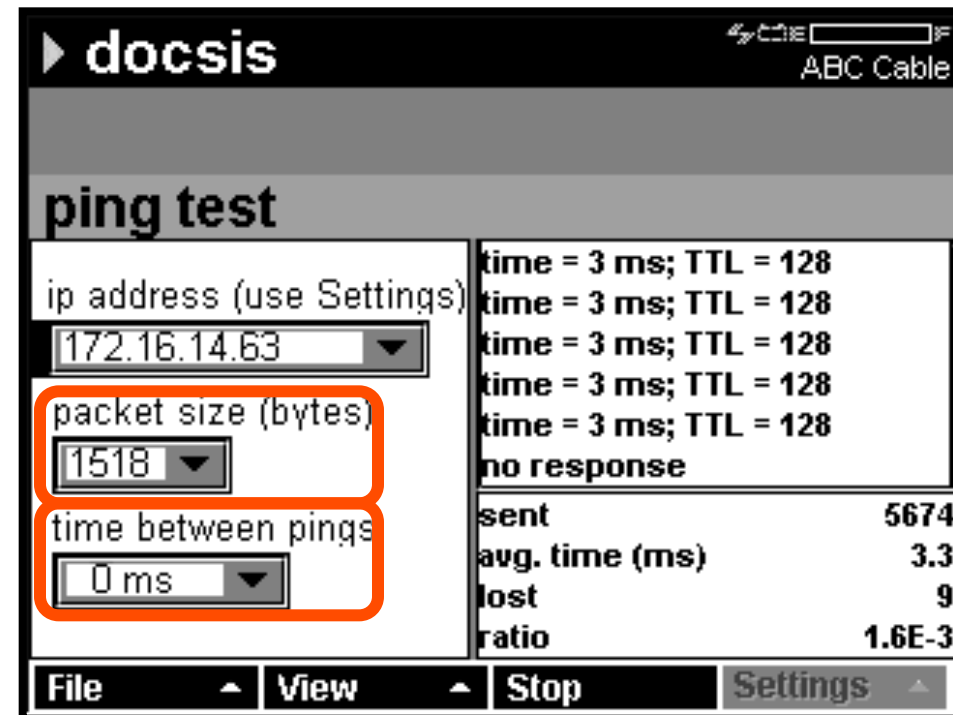 docsis
E F
ABC Cable
ping test
ip address (use Settings)
172.16.14.63
packet size (bytes)
1518
time between pings
0 ms
time = 3 ms; TTL = 128
time = 3 ms; TTL = 128
time = 3 ms; TTL = 128
time = 3 ms; TTL = 128
time = 3 ms; TTL = 128
no response
sent 5674
avg. time (ms) 3.3
lost 9
ratio 1.6E-3
File View Stop Settings